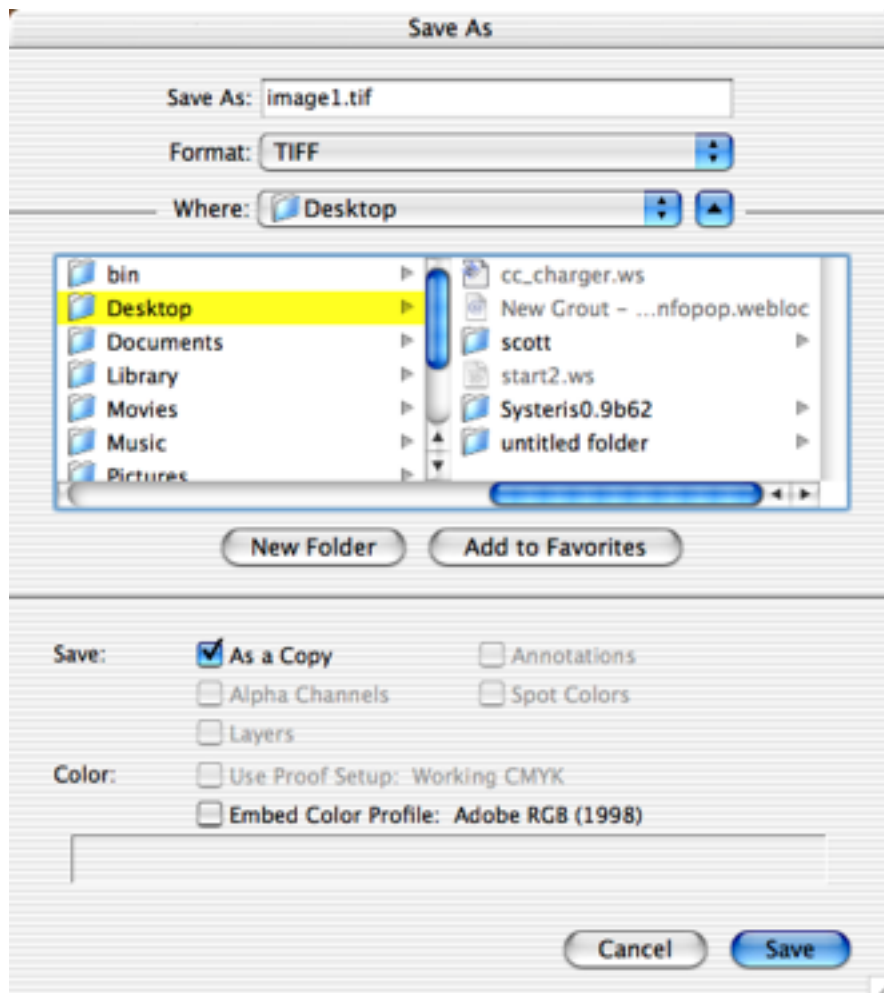 Save As
Save As: image1.tif
Format: TIFF
Where: Desktop
bin
Desktop
Documents
Library
Movies
Music
Pictures
cc_charger.ws
New Grout – ...nfopop.webloc
scott
start2.ws
Systeris0.9b62
untitled folder
New Folder Add to Favorites
Save: As a Copy Annotations
Alpha Channels Spot Colors
Layers
Color: Use Proof Setup: Working CMYK
Embed Color Profile: Adobe RGB (1998)
Cancel Save